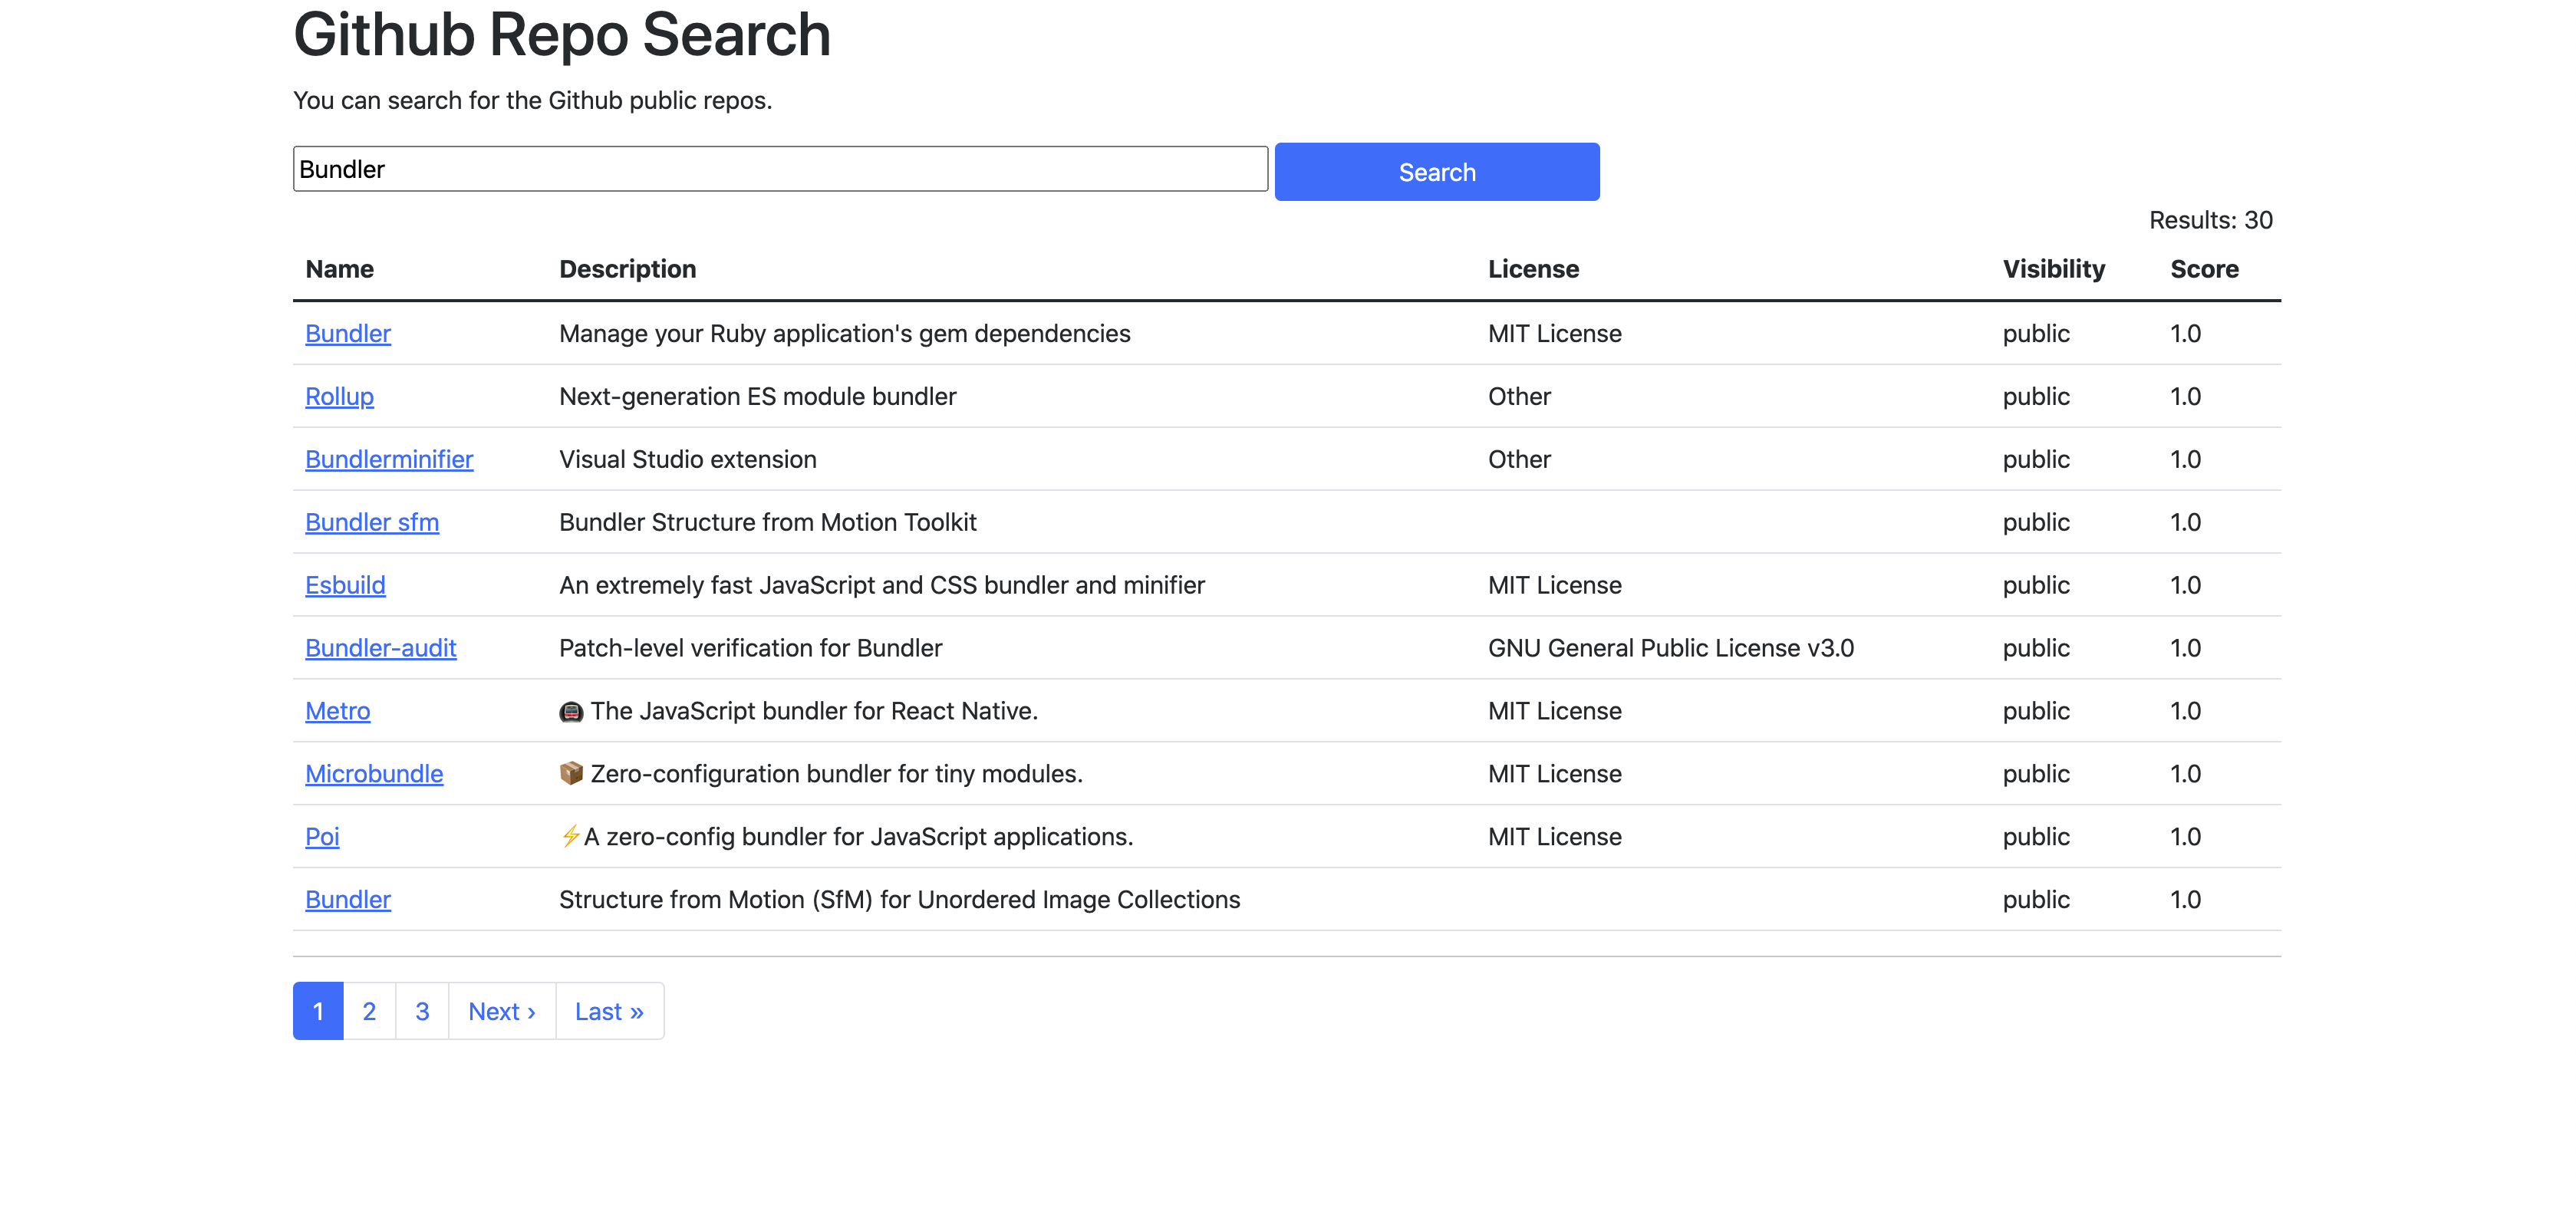 Github Repo Search
You can search for the Github public repos.
Bundler Search
Results: 30
Name Description License Visibility Score
Bundler Manage your Ruby application's gem dependencies MIT License public 1.0
Rollup Next-generation ES module bundler Other public 1.0
Bundlerminifier Visual Studio extension Other public 1.0
Bundler sfm Bundler Structure from Motion Toolkit public 1.0
Esbuild An extremely fast JavaScript and CSS bundler and minifier MIT License public 1.0
Bundler-audit Patch-level verification for Bundler GNU General Public License v3.0 public 1.0
Metro 🚇 The JavaScript bundler for React Native. MIT License public 1.0
Microbundle 📦 Zero-configuration bundler for tiny modules. MIT License public 1.0
Poi ⚡A zero-config bundler for JavaScript applications. MIT License public 1.0
Bundler Structure from Motion (SfM) for Unordered Image Collections public 1.0
1 2 3 Next › Last »